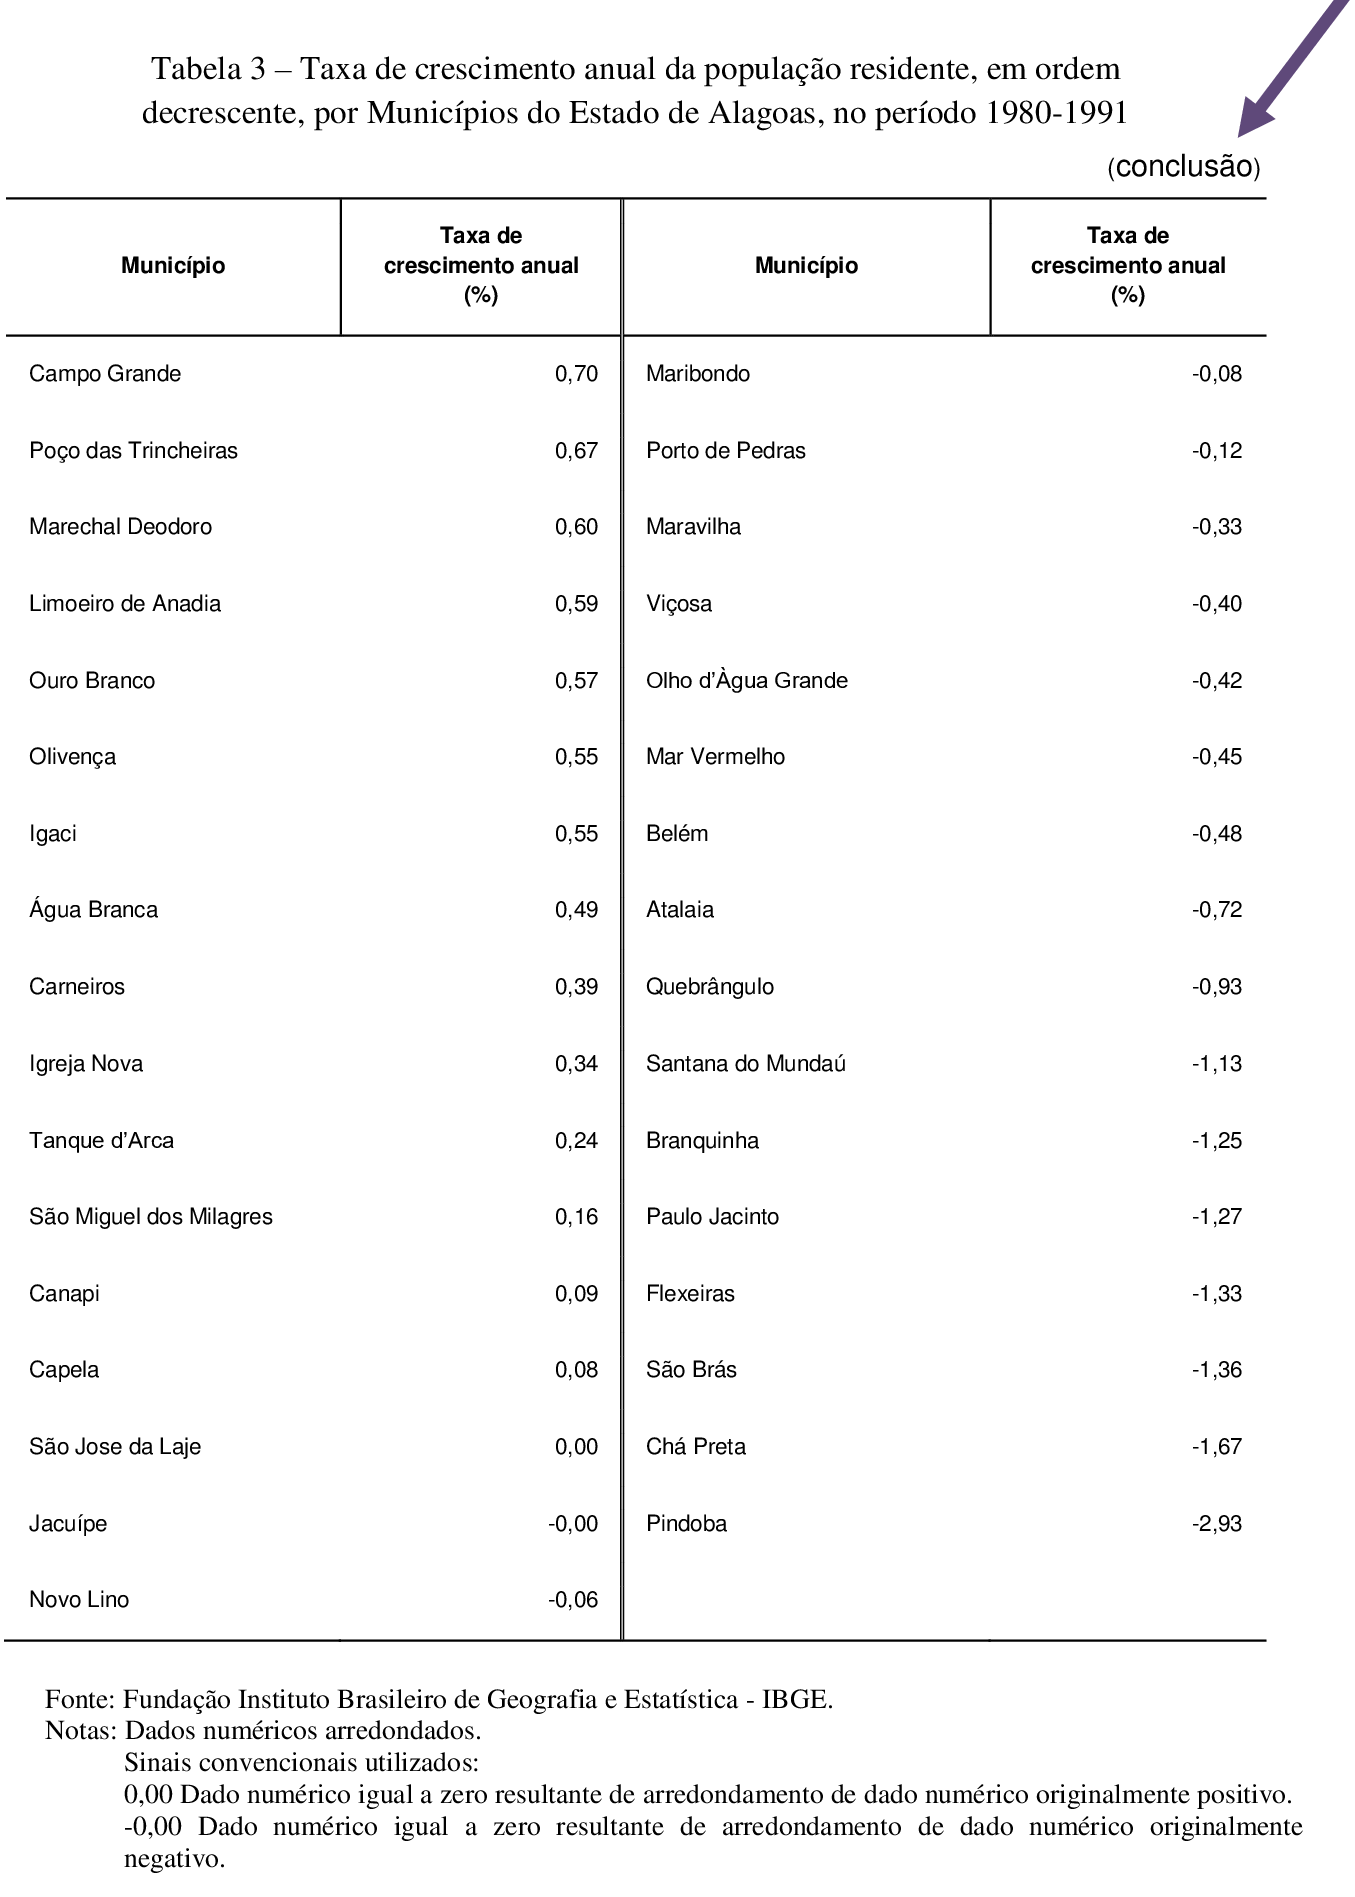 Tabela 3 – Taxa de crescimento anual da população residente, em ordem
decrescente, por Municípios do Estado de Alagoas, no período 1980-1991
(conclusão)
Município | Taxa de crescimento anual (%) | Município | Taxa de crescimento anual (%)
Campo Grande 0,70 Maribondo -0,08
Poço das Trincheiras 0,67 Porto de Pedras -0,12
Marechal Deodoro 0,60 Maravilha -0,33
Limoeiro de Anadia 0,59 Viçosa -0,40
Ouro Branco 0,57 Olho d’Àgua Grande -0,42
Olivença 0,55 Mar Vermelho -0,45
Igaci 0,55 Belém -0,48
Água Branca 0,49 Atalaia -0,72
Carneiros 0,39 Quebrângulo -0,93
Igreja Nova 0,34 Santana do Mundaú -1,13
Tanque d’Arca 0,24 Branquinha -1,25
São Miguel dos Milagres 0,16 Paulo Jacinto -1,27
Canapi 0,09 Flexeiras -1,33
Capela 0,08 São Brás -1,36
São Jose da Laje 0,00 Chá Preta -1,67
Jacuípe -0,00 Pindoba -2,93
Novo Lino -0,06
Fonte: Fundação Instituto Brasileiro de Geografia e Estatística - IBGE.
Notas: Dados numéricos arredondados.
Sinais convencionais utilizados:
0,00 Dado numérico igual a zero resultante de arredondamento de dado numérico originalmente positivo.
-0,00 Dado numérico igual a zero resultante de arredondamento de dado numérico originalmente
negativo.